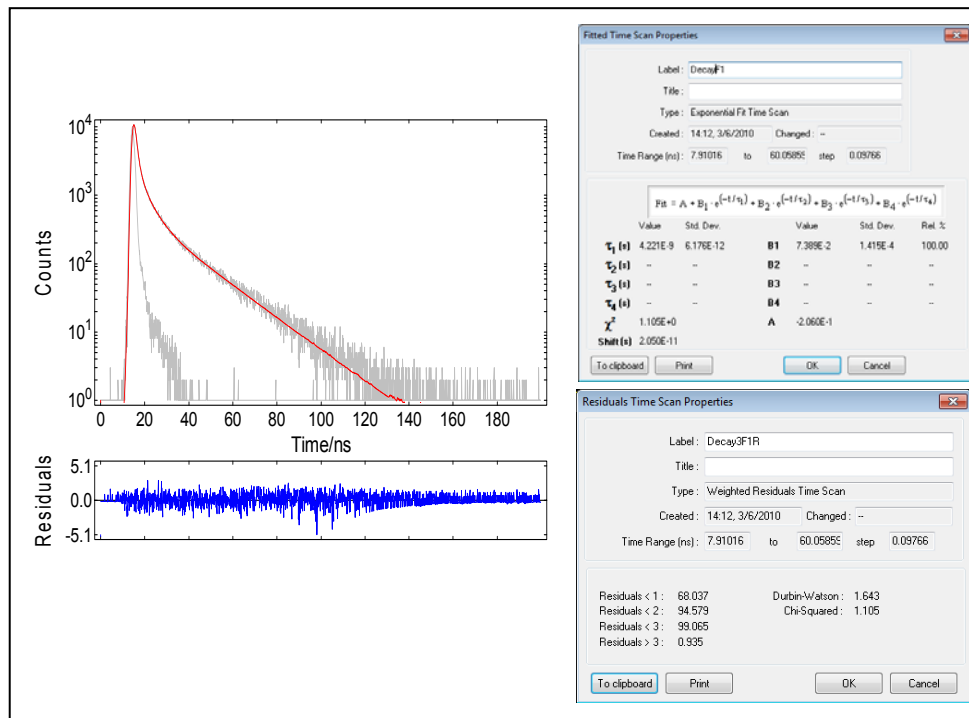 Counts
10^4
10^3
10^2
10^1
10^0
0 20 40 60 80 100 120 140 160 180
Time/ns
Residuals
5.1
0.0
-5.1
Fitted Time Scan Properties
Label : DecayF1
Title :
Type : Exponential Fit Time Scan
Created : 14:12, 3/6/2010 Changed : --
Time Range (ns) : 7.91016 to 60.05859 step 0.09766
Fit = A + B₁·e^(-t/τ₁) + B₂·e^(-t/τ₂) + B₃·e^(-t/τ₃) + B₄·e^(-t/τ₄)
Value Std. Dev. Value Std. Dev. Rel. %
τ₁(s) 4.221E-9 6.176E-12 B1 7.389E-2 1.415E-4 100.00
τ₂(s) -- -- B2 -- -- --
τ₃(s) -- -- B3 -- -- --
τ₄(s) -- -- B4 -- -- --
χ² 1.105E+0 A -2.060E-1
Shift(s) 2.050E-11
To clipboard Print OK Cancel
Residuals Time Scan Properties
Label : Decay3F1R
Title :
Type : Weighted Residuals Time Scan
Created : 14:12, 3/6/2010 Changed : --
Time Range (ns) : 7.91016 to 60.05859 step 0.09766
Residuals < 1 : 68.037 Durbin-Watson : 1.643
Residuals < 2 : 94.579 Chi-Squared : 1.105
Residuals < 3 : 99.065
Residuals > 3 : 0.935
To clipboard Print OK Cancel